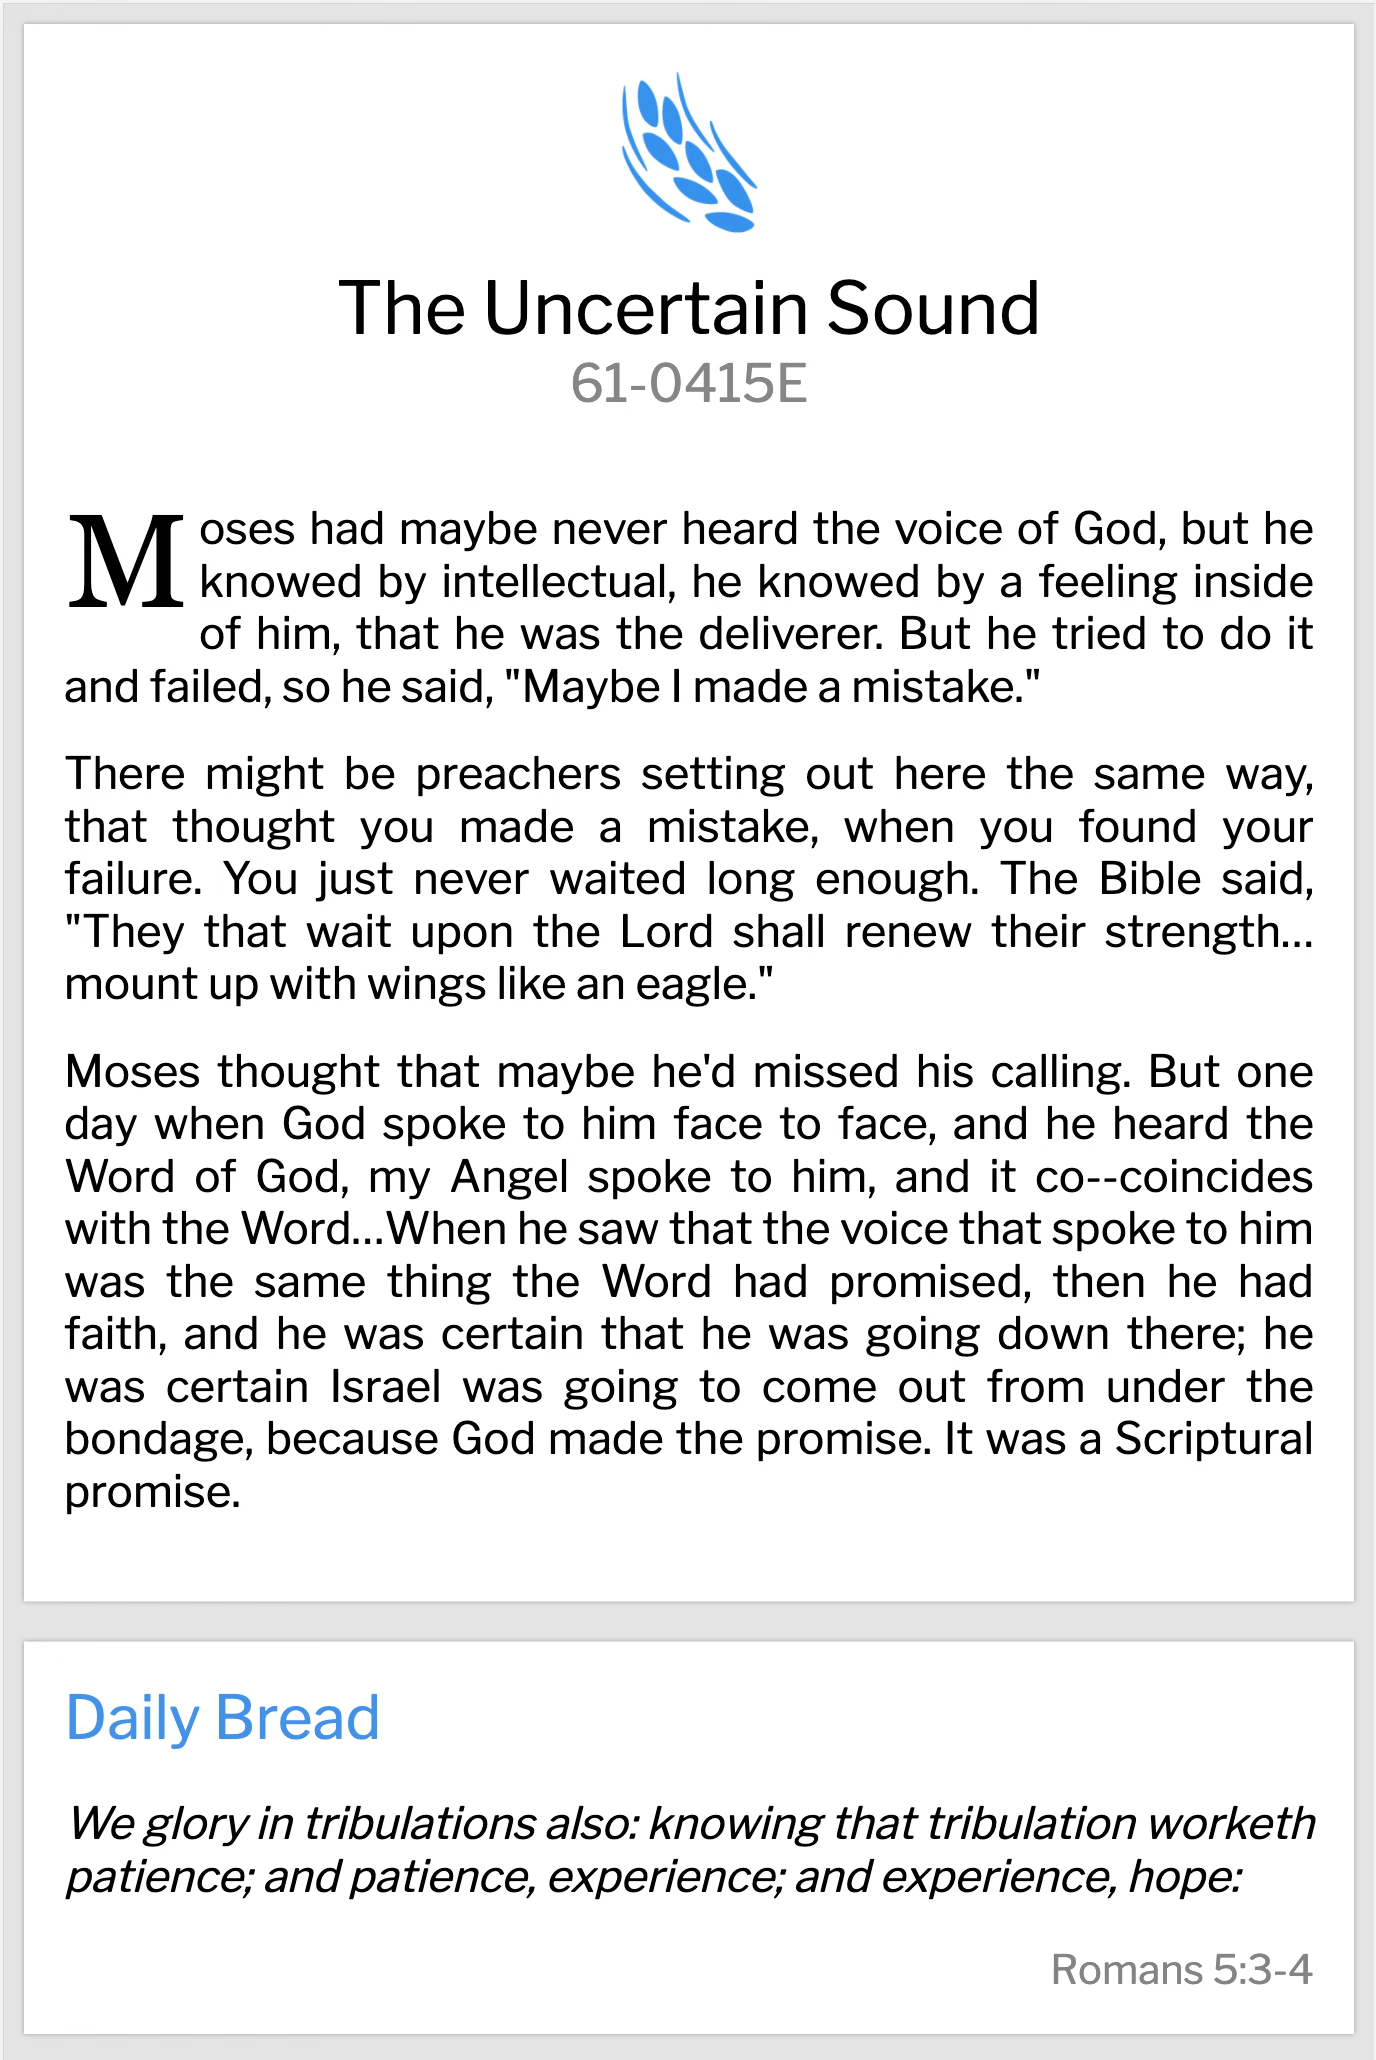 The Uncertain Sound
61-0415E
Moses had maybe never heard the voice of God, but he
knowed by intellectual, he knowed by a feeling inside
of him, that he was the deliverer. But he tried to do it
and failed, so he said, "Maybe I made a mistake."
There might be preachers setting out here the same way,
that thought you made a mistake, when you found your
failure. You just never waited long enough. The Bible said,
"They that wait upon the Lord shall renew their strength...
mount up with wings like an eagle."
Moses thought that maybe he'd missed his calling. But one
day when God spoke to him face to face, and he heard the
Word of God, my Angel spoke to him, and it co--coincides
with the Word...When he saw that the voice that spoke to him
was the same thing the Word had promised, then he had
faith, and he was certain that he was going down there; he
was certain Israel was going to come out from under the
bondage, because God made the promise. It was a Scriptural
promise.
Daily Bread
We glory in tribulations also: knowing that tribulation worketh
patience; and patience, experience; and experience, hope:
Romans 5:3-4